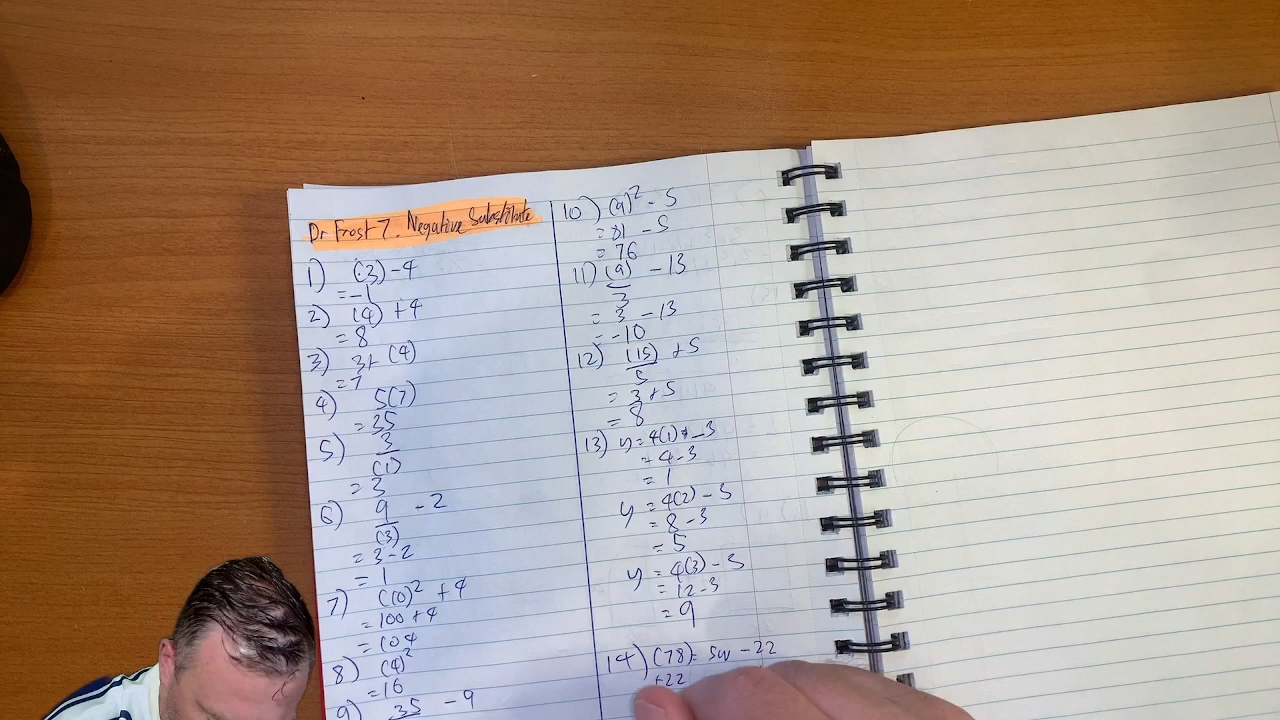 Dr Frost 7. Negative Substitute
1) (3)-4
= -1
2) (4) +4
= 8
3) 3+ (4)
= 7
4) 5(7)
= 35
5) 3
(1)
= 3
6) 9 - 2
(3)
= 3-2
= 1
7) (10)² + 4
= 100 + 4
= 104
8) (4)²
= 16
9) 35 - 9
10) (9)² - 5
= 81 - 5
= 76
11) (9) - 13
3
= 3 - 13
= -10
12) (15) + 5
5
= 3 + 5
= 8
13) y = 4(1) - 3
= 4 - 3
= 1
y = 4(2) - 3
= 8 - 3
= 5
y = 4(3) - 3
= 12 - 3
= 9
14) (78) = 5w - 22
+22